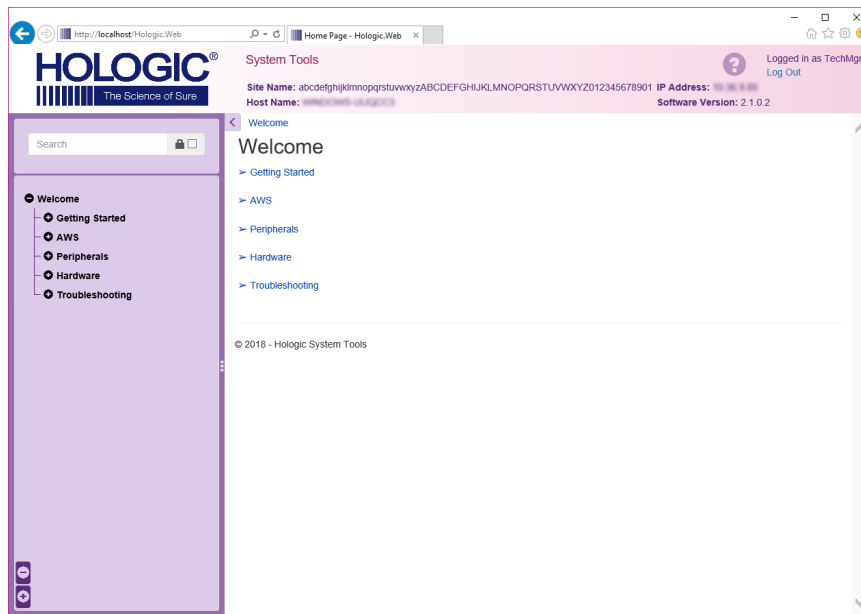 http://localhost/Hologic.Web
Home Page - Hologic.Web
HOLOGIC®
The Science of Sure
System Tools
Logged in as TechMgr
Log Out
Site Name: abcdefghijklmnopqrstuvwxyzABCDEFGHIJKLMNOPQRSTUVWXYZ012345678901 IP Address:
Host Name:
Software Version: 2.1.0.2
Search
Welcome
Getting Started
AWS
Peripherals
Hardware
Troubleshooting
Welcome
Welcome
➢ Getting Started
➢ AWS
➢ Peripherals
➢ Hardware
➢ Troubleshooting
© 2018 - Hologic System Tools